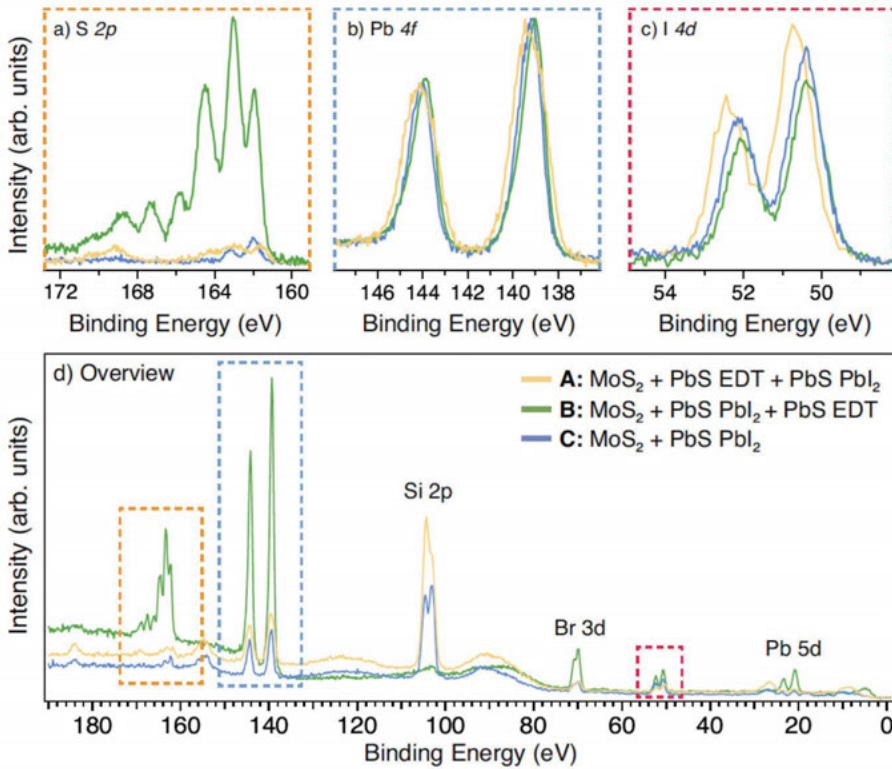 a) S 2p
b) Pb 4f
c) I 4d
Intensity (arb. units)
172 168 164 160
146 144 142 140 138
54 52 50
Binding Energy (eV)
Binding Energy (eV)
Binding Energy (eV)
d) Overview
A: MoS₂ + PbS EDT + PbS PbI₂
B: MoS₂ + PbS PbI₂ + PbS EDT
C: MoS₂ + PbS PbI₂
Si 2p
Br 3d
Pb 5d
Intensity (arb. units)
180 160 140 120 100 80 60 40 20 0
Binding Energy (eV)